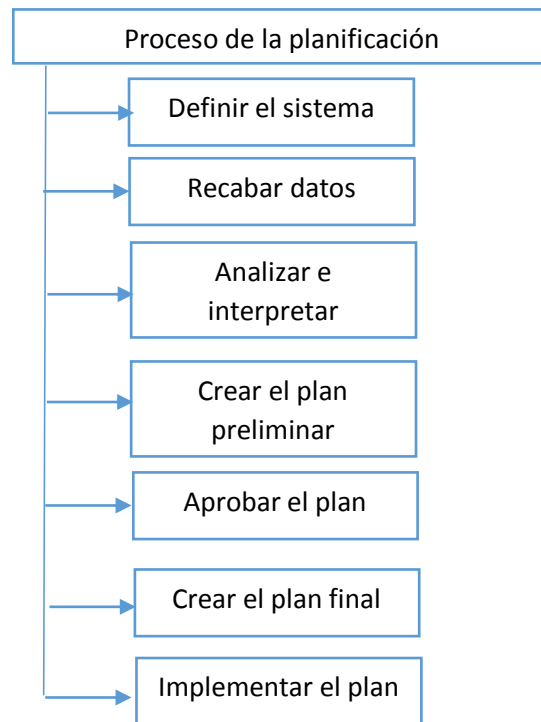 Proceso de la planificación
Definir el sistema
Recabar datos
Analizar e
interpretar
Crear el plan
preliminar
Aprobar el plan
Crear el plan final
Implementar el plan